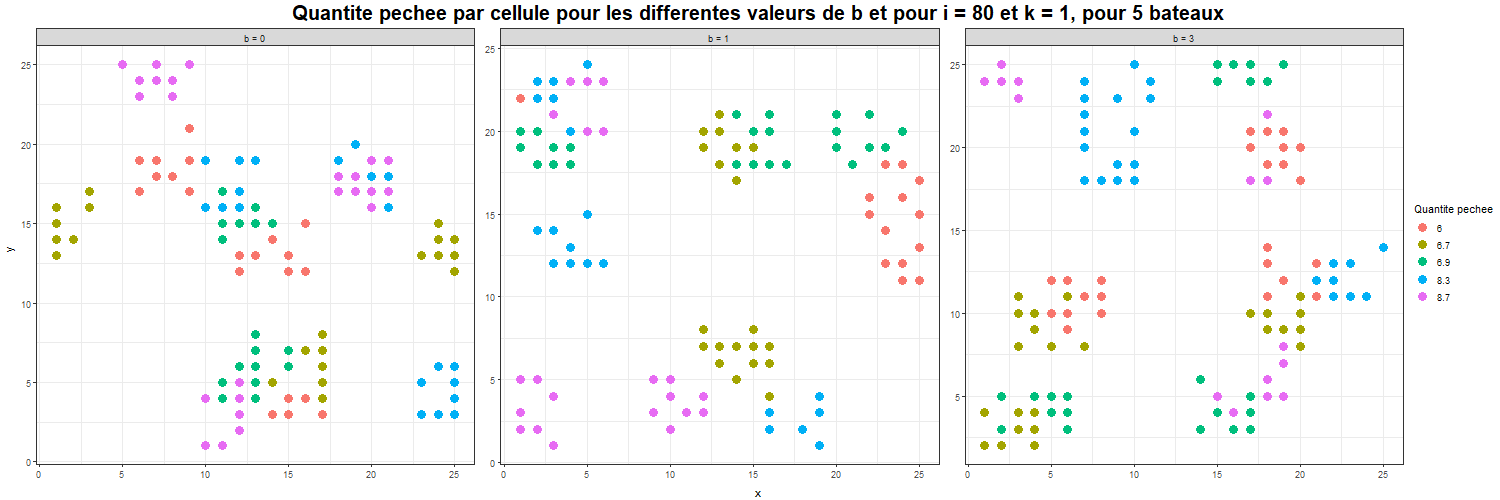 Quantite pechee par cellule pour les differentes valeurs de b et pour i = 80 et k = 1, pour 5 bateaux
b = 0
b = 1
b = 3
25
20
15
10
5
0
0 5 10 15 20 25
25
20
15
10
5
0
0 5 10 15 20 25
25
20
15
10
5
0 5 10 15 20 25
y
x
Quantite pechee
6
6.7
6.9
8.3
8.7